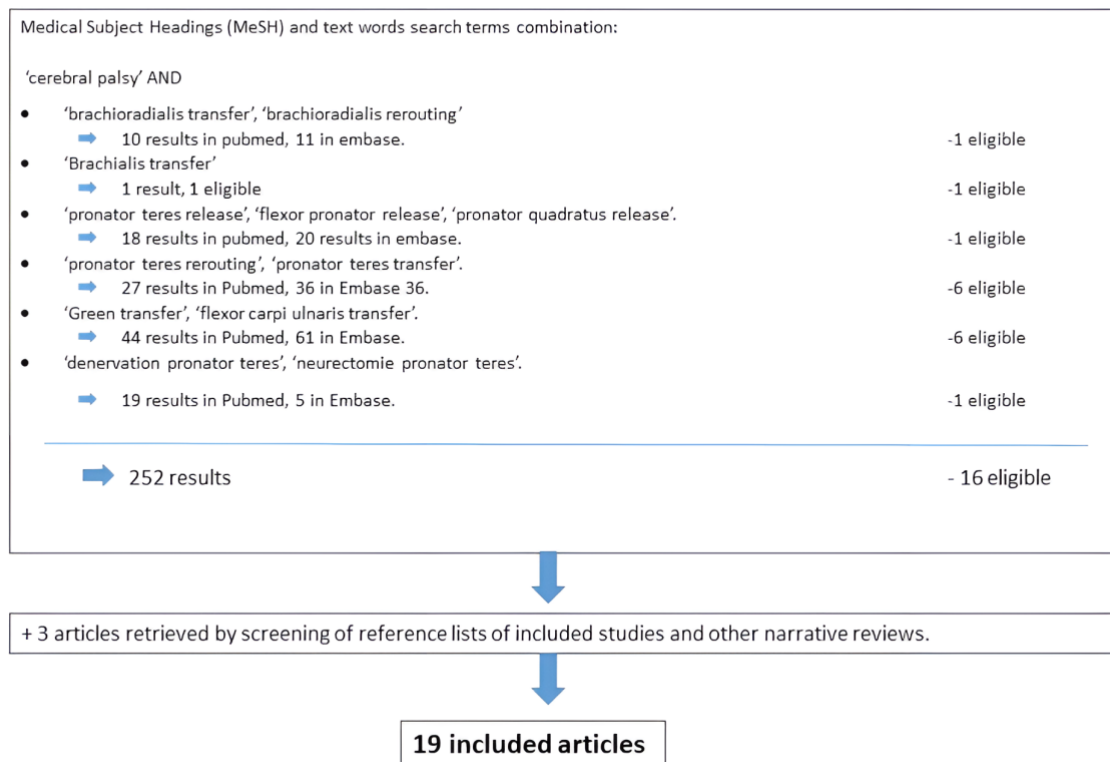 Medical Subject Headings (MeSH) and text words search terms combination:
‘cerebral palsy’ AND
• ‘brachioradialis transfer’, ‘brachioradialis rerouting’
10 results in pubmed, 11 in embase. -1 eligible
• ‘Brachialis transfer’
1 result, 1 eligible -1 eligible
• ‘pronator teres release’, ‘flexor pronator release’, ‘pronator quadratus release’.
18 results in pubmed, 20 results in embase. -1 eligible
• ‘pronator teres rerouting’, ‘pronator teres transfer’.
27 results in Pubmed, 36 in Embase 36. -6 eligible
• ‘Green transfer’, ‘flexor carpi ulnaris transfer’.
44 results in Pubmed, 61 in Embase. -6 eligible
• ‘denervation pronator teres’, ‘neurectomie pronator teres’.
19 results in Pubmed, 5 in Embase. -1 eligible
252 results - 16 eligible
+ 3 articles retrieved by screening of reference lists of included studies and other narrative reviews.
19 included articles